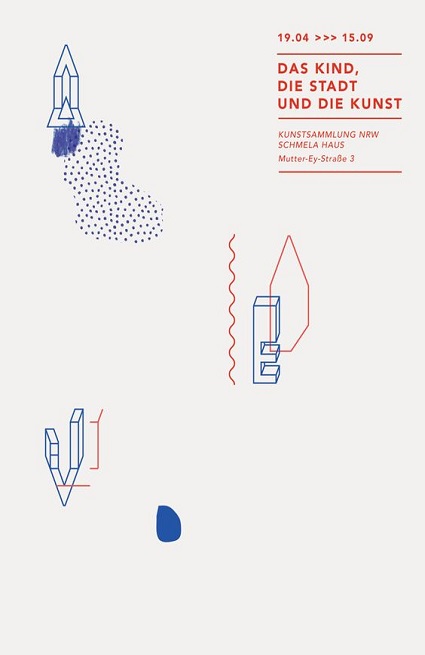 19.04 >>> 15.09
DAS KIND,
DIE STADT
UND DIE KUNST
KUNSTSAMMLUNG NRW
SCHMELA HAUS
Mutter-Ey-Straße 3